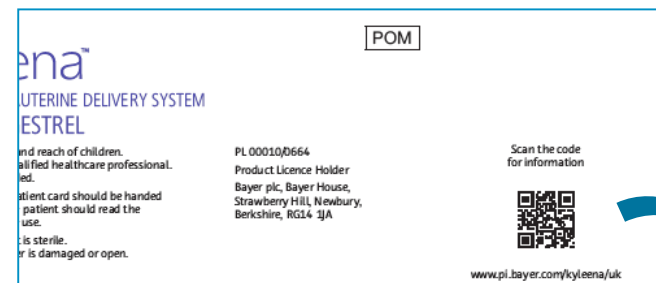 POM
ena™
UTERINE DELIVERY SYSTEM
ESTREL
nd reach of children.
alified healthcare professional.
ed.
atient card should be handed
patient should read the
use.
is sterile.
er is damaged or open.
PL 00010/0664
Product Licence Holder
Bayer plc, Bayer House,
Strawberry Hill, Newbury,
Berkshire, RG14 1JA
Scan the code
for information
www.pi.bayer.com/kyleena/uk